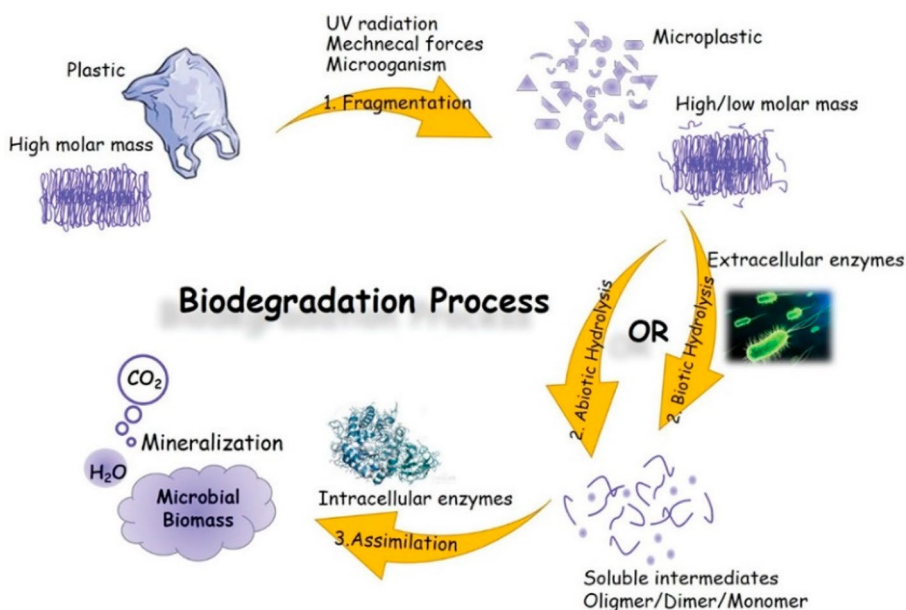 UV radiation
Mechnecal forces
Microoganism
1. Fragmentation
Plastic
High molar mass
Microplastic
High/low molar mass
Extracellular enzymes
2. Abiotic Hydrolysis
OR
2. Biotic Hydrolysis
Biodegradation Process
CO₂
H₂O
Mineralization
Microbial
Biomass
Intracellular enzymes
3.Assimilation
Soluble intermediates
Oligmer/Dimer/Monomer